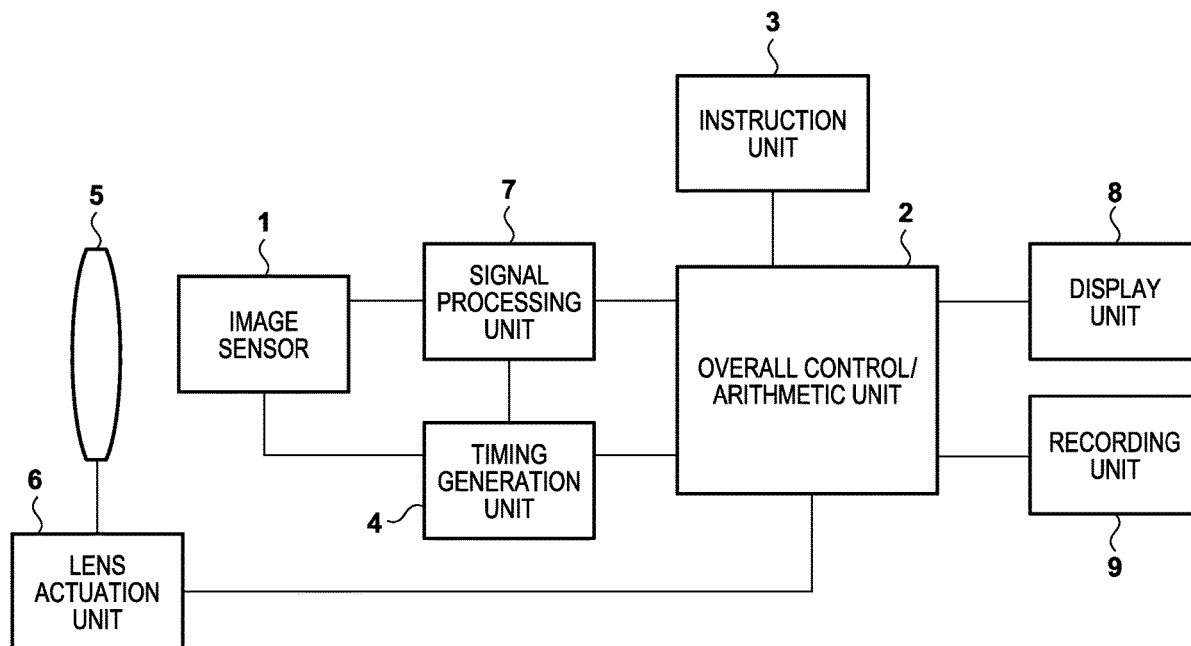 3
INSTRUCTION
UNIT
5
1
7
2
8
IMAGE
SENSOR
SIGNAL
PROCESSING
UNIT
OVERALL CONTROL/
ARITHMETIC UNIT
DISPLAY
UNIT
6
LENS
ACTUATION
UNIT
4
TIMING
GENERATION
UNIT
RECORDING
UNIT
9